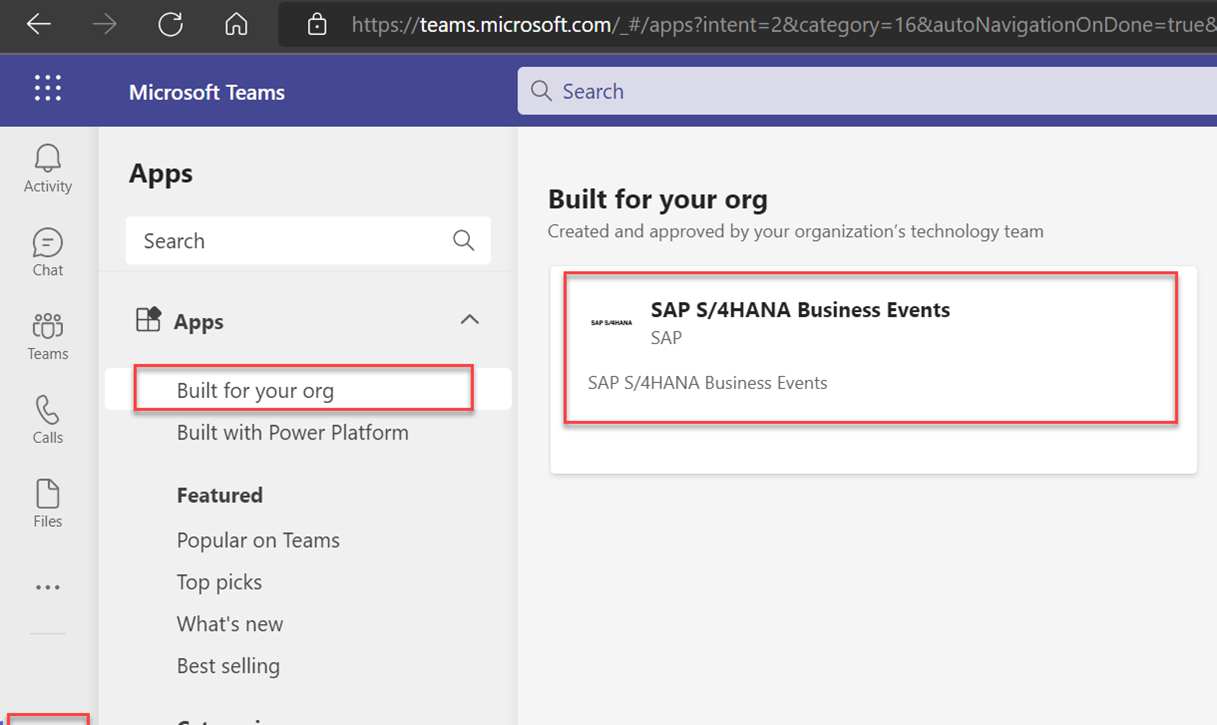 https://teams.microsoft.com/_#/apps?intent=2&category=16&autoNavigationOnDone=true&
Microsoft Teams
Search
Activity
Chat
Teams
Calls
Files
Apps
Search
Apps
Built for your org
Built with Power Platform
Featured
Popular on Teams
Top picks
What's new
Best selling
Built for your org
Created and approved by your organization’s technology team
SAP S/4HANA
SAP S/4HANA Business Events
SAP
SAP S/4HANA Business Events